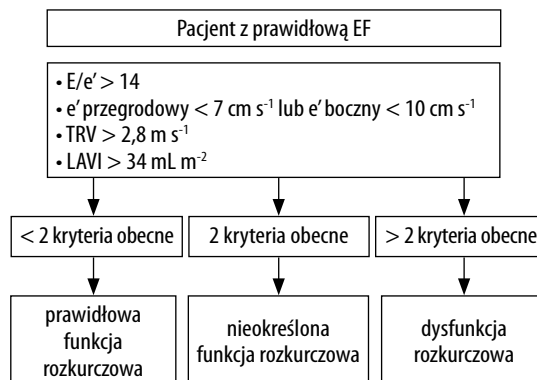 Pacjent z prawidłową EF
• E/e’ > 14
• e’ przegrodowy < 7 cm s⁻¹ lub e’ boczny < 10 cm s⁻¹
• TRV > 2,8 m s⁻¹
• LAVI > 34 mL m⁻²
< 2 kryteria obecne
2 kryteria obecne
> 2 kryteria obecne
prawidłowa
funkcja
rozkurczowa
nieokreślona
funkcja rozkurczowa
dysfunkcja
rozkurczowa